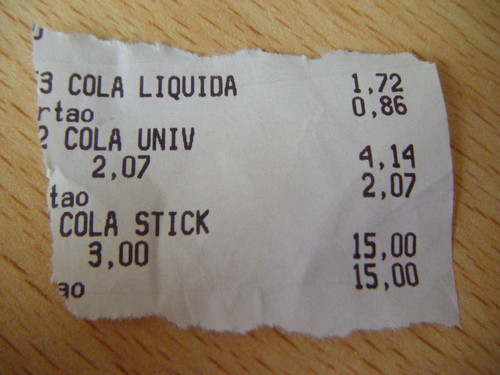 3 COLA LIQUIDA 1,72
rtao 0,86
2 COLA UNIV
2,07 4,14
tao 2,07
COLA STICK
3,00 15,00
ao 15,00